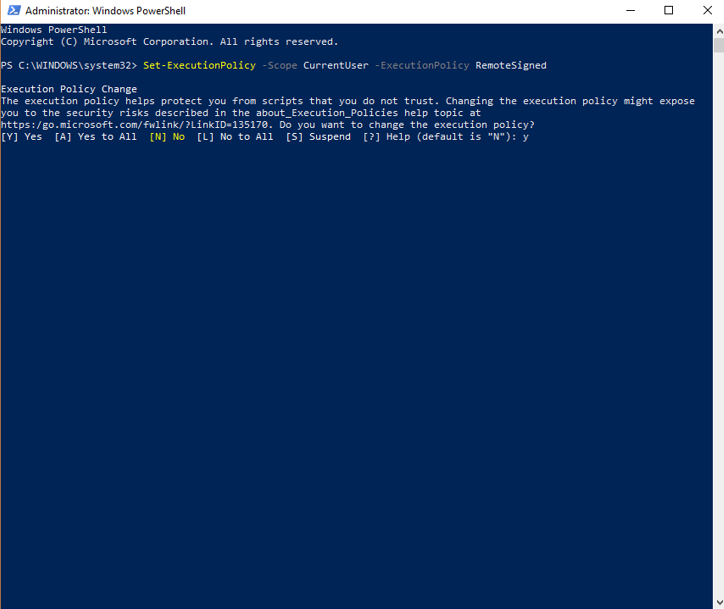 Administrator: Windows PowerShell
Windows PowerShell
Copyright (C) Microsoft Corporation. All rights reserved.
PS C:\WINDOWS\system32> Set-ExecutionPolicy -Scope CurrentUser -ExecutionPolicy RemoteSigned
Execution Policy Change
The execution policy helps protect you from scripts that you do not trust. Changing the execution policy might expose
you to the security risks described in the about_Execution_Policies help topic at
https:/go.microsoft.com/fwlink/?LinkID=135170. Do you want to change the execution policy?
[Y] Yes  [A] Yes to All  [N] No  [L] No to All  [S] Suspend  [?] Help (default is "N"): y